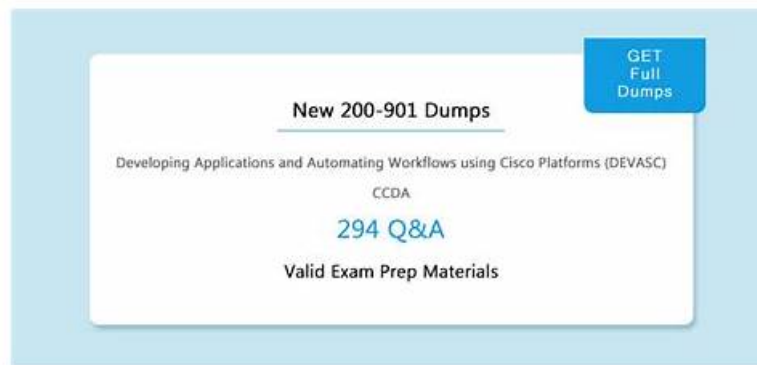 GET
Full
Dumps
New 200-901 Dumps
Developing Applications and Automating Workflows using Cisco Platforms (DEVASC)
CCDA
294 Q&A
Valid Exam Prep Materials